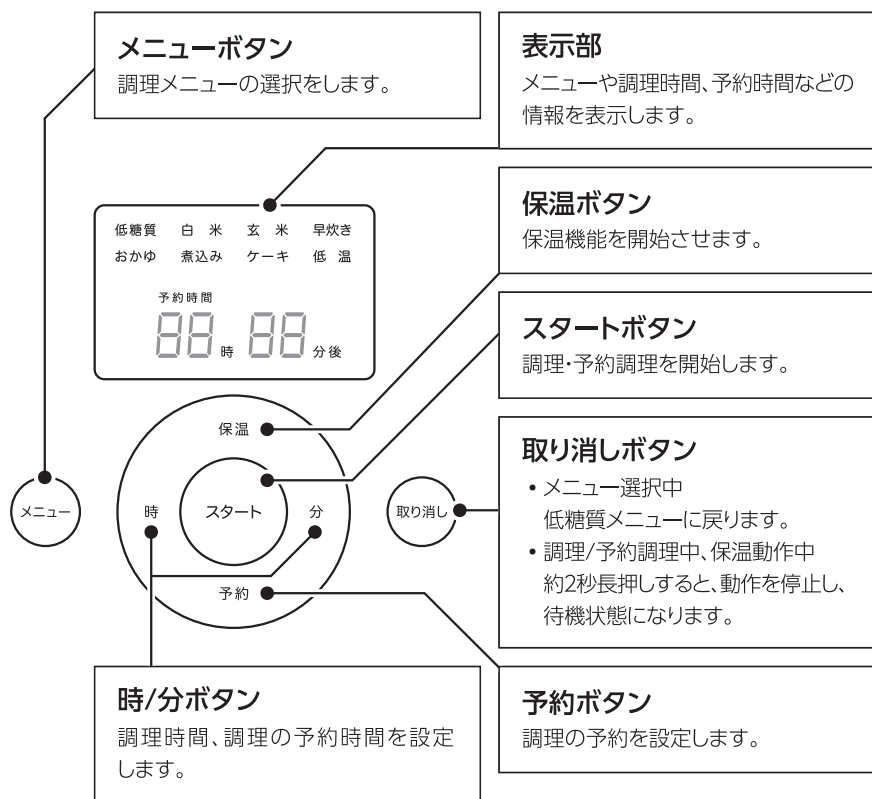 メニューボタン
調理メニューの選択をします。
表示部
メニューや調理時間、予約時間などの
情報を表示します。
低糖質 白 米 玄 米 早炊き
おかゆ 煮込み ケーキ 低 温
予約時間
88時 88分後
保温ボタン
保温機能を開始させます。
スタートボタン
調理・予約調理を開始します。
保温
メニュー
時
スタート
分
取り消し
予約
取り消しボタン
• メニュー選択中
低糖質メニューに戻ります。
• 調理/予約調理中、保温動作中
約2秒長押しすると、動作を停止し、
待機状態になります。
時/分ボタン
調理時間、調理の予約時間を設定
します。
予約ボタン
調理の予約を設定します。